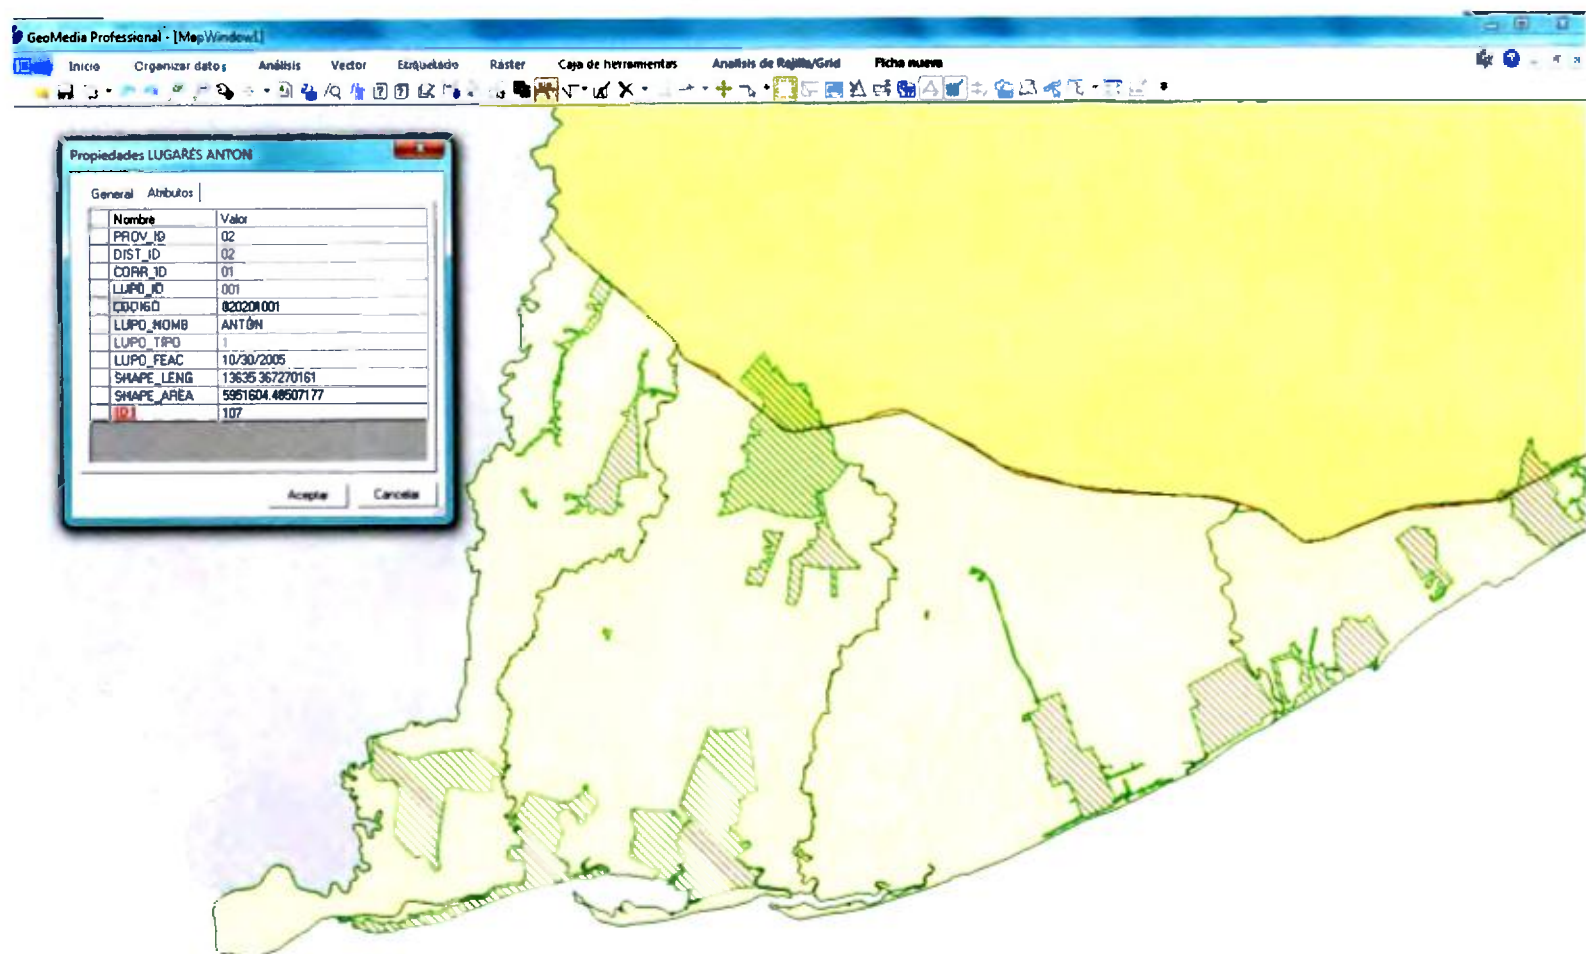 GeoMedia Professional - [MapWindow1]
Inicio Organizar datos Análisis Vector Etiquetado Ráster Caja de herramientas Análisis de Rejilla/Grid Ficha nueva
Propiedades LUGARES ANTON
General Atributos
Nombre Valor
PROV_ID 02
DIST_ID 02
CORR_ID 01
LUPO_ID 001
CODIGO 020201001
LUPO_NOMB ANTÓN
LUPO_TIPO 1
LUPO_FEAC 10/30/2005
SHAPE_LENG 13635.367270161
SHAPE_AREA 5951604.48507177
ID1 107
Aceptar Cancelar